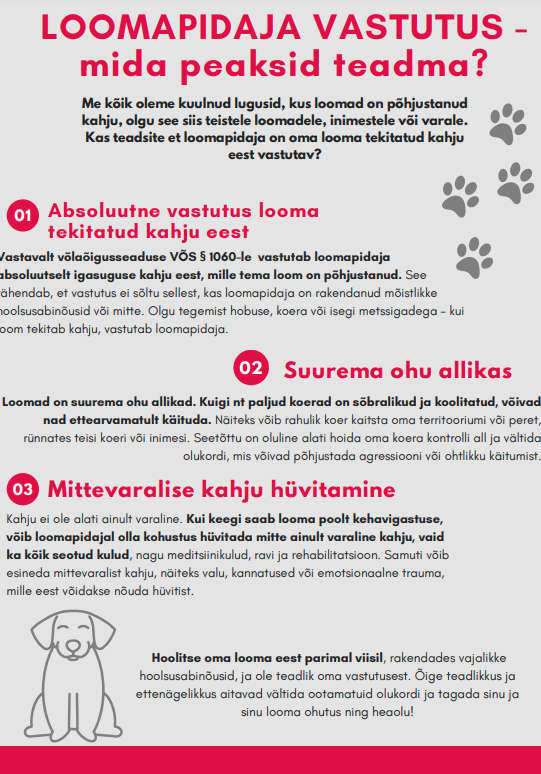 LOOMAPIDAJA VASTUTUS -
mida peaksid teadma?
Me kõik oleme kuulnud lugusid, kus loomad on põhjustanud
kahju, olgu see siis teistele loomadele, inimestele või varale.
Kas teadsite et loomapidaja on oma looma tekitatud kahju
eest vastutav?
01 Absoluutne vastutus looma
tekitatud kahju eest
Vastavalt võlaõigusseaduse VÕS § 1060-le vastutab loomapidaja
absoluutselt igasuguse kahju eest, mille tema loom on põhjustanud. See
tähendab, et vastutus ei sõltu sellest, kas loomapidaja on rakendanud mõistlikke
hoolsusabinõusid või mitte. Olgu tegemist hobuse, koera või isegi metssigadega - kui
loom tekitab kahju, vastutab loomapidaja.
02 Suurema ohu allikas
Loomad on suurema ohu allikad. Kuigi nt paljud koerad on sõbralikud ja koolitatud, võivad
nad ettearvamatult käituda. Näiteks võib rahulik koer kaitsta oma territooriumi või peret,
rünnates teisi koeri või inimesi. Seetõttu on oluline alati hoida oma koera kontrolli all ja vältida
olukordi, mis võivad põhjustada agressiooni või ohtlikku käitumist.
03 Mittevaralise kahju hüvitamine
Kahju ei ole alati ainult varaline. Kui keegi saab looma poolt kehavigastuse,
võib loomapidajal olla kohustus hüvitada mitte ainult varaline kahju, vaid
ka kõik seotud kulud, nagu meditsiinikulud, ravi ja rehabilitatsioon. Samuti võib
esineda mittevaralist kahju, näiteks valu, kannatused või emotsionaalne trauma,
mille eest võidakse nõuda hüvitist.
Hoolitse oma looma eest parimal viisil, rakendades vajalikke
hoolsusabinõusid, ja ole teadlik oma vastutusest. Õige teadlikkus ja
ettenägelikkus aitavad vältida ootamatuid olukordi ja tagada sinu ja
sinu looma ohutus ning heaolu!